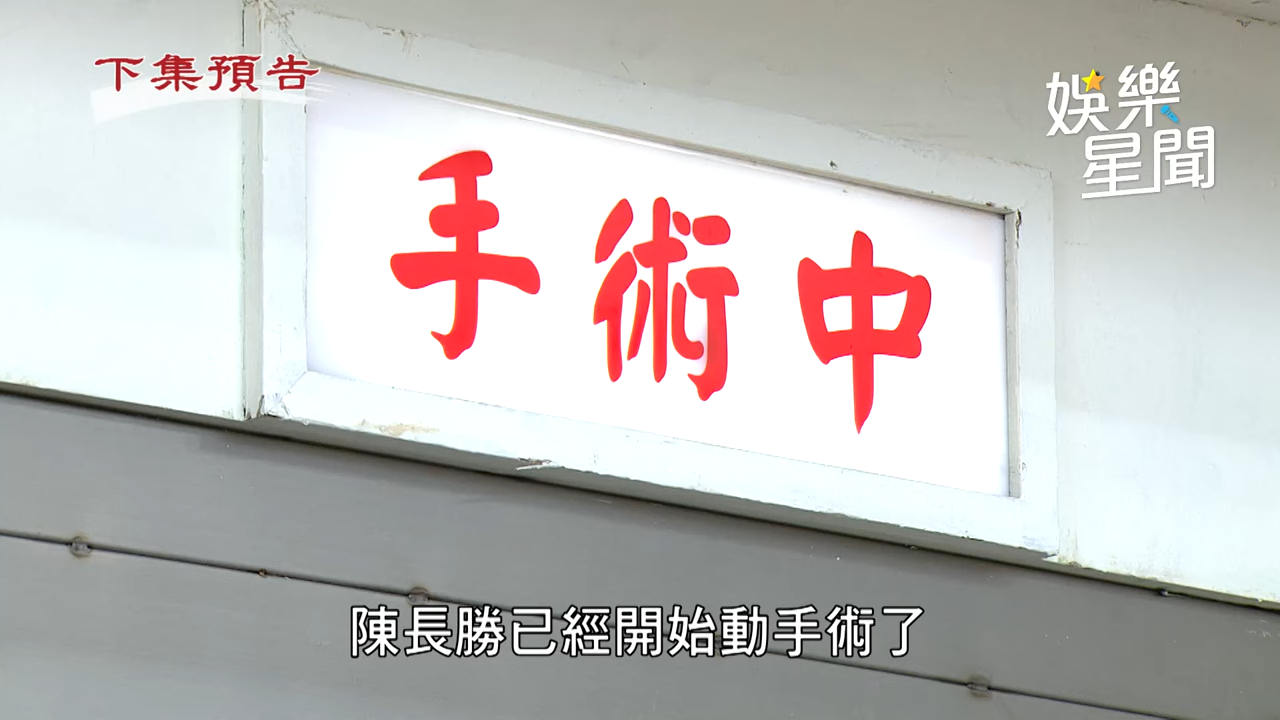 下集預告
娛樂
星聞
手術中
陳長勝已經開始動手術了